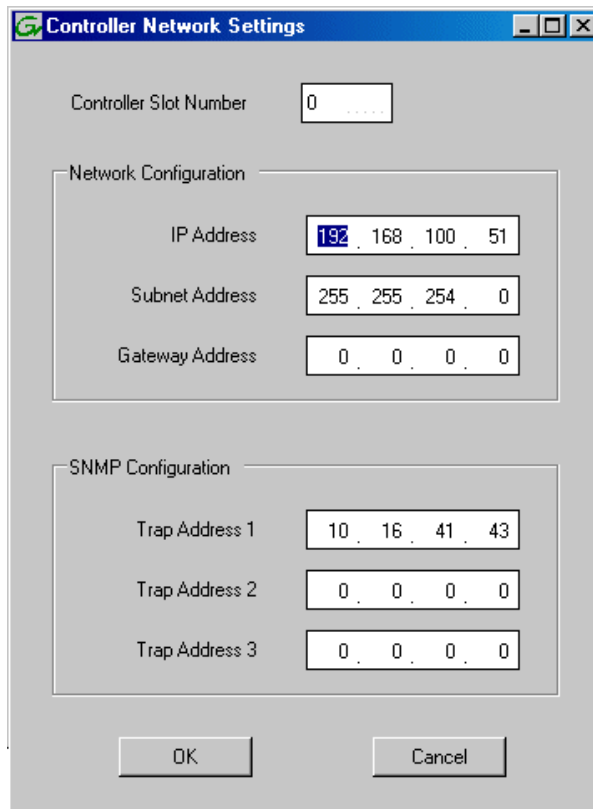 Controller Network Settings
Controller Slot Number 0
Network Configuration
IP Address 192 . 168 . 100 . 51
Subnet Address 255 . 255 . 254 . 0
Gateway Address 0 . 0 . 0 . 0
SNMP Configuration
Trap Address 1 10 . 16 . 41 . 43
Trap Address 2 0 . 0 . 0 . 0
Trap Address 3 0 . 0 . 0 . 0
OK Cancel